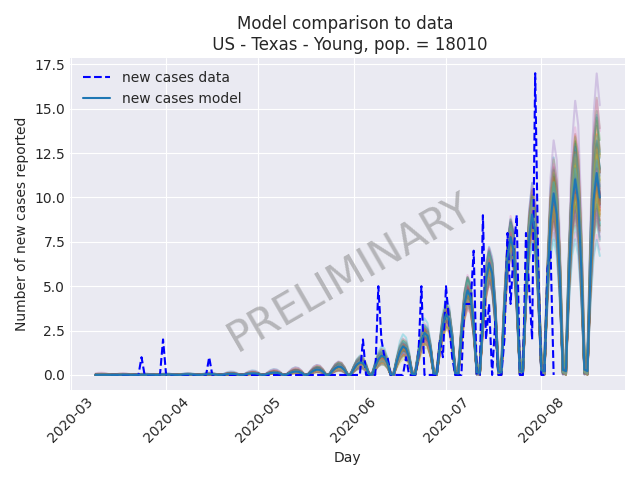 Model comparison to data
US - Texas - Young, pop. = 18010
new cases data
new cases model
Number of new cases reported
17.5
15.0
12.5
10.0
7.5
5.0
2.5
0.0
PRELIMINARY
2020-03
2020-04
2020-05
2020-06
2020-07
2020-08
Day